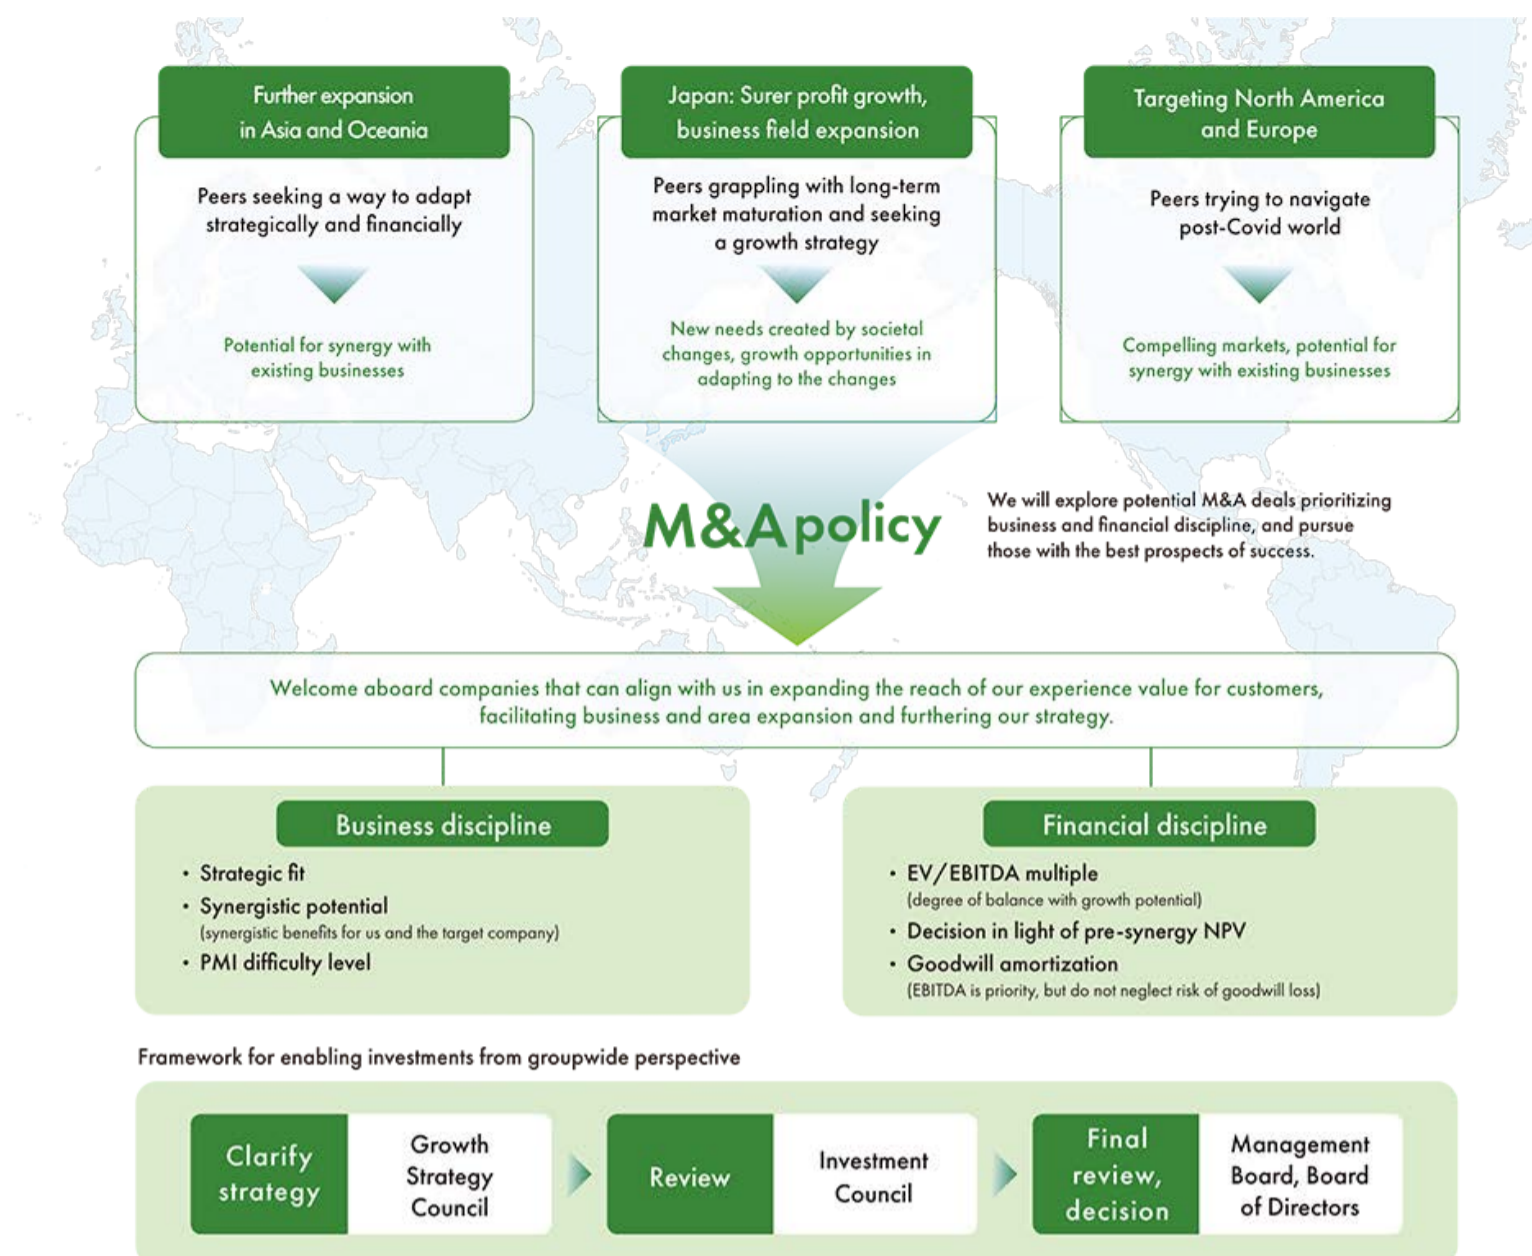 Further expansion
in Asia and Oceania
Peers seeking a way to adapt
strategically and financially
Potential for synergy with
existing businesses
Japan: Surer profit growth,
business field expansion
Peers grappling with long-term
market maturation and seeking
a growth strategy
New needs created by societal
changes, growth opportunities in
adapting to the changes
Targeting North America
and Europe
Peers trying to navigate
post-Covid world
Compelling markets, potential for
synergy with existing businesses
M&A policy
We will explore potential M&A deals prioritizing
business and financial discipline, and pursue
those with the best prospects of success.
Welcome aboard companies that can align with us in expanding the reach of our experience value for customers,
facilitating business and area expansion and furthering our strategy.
Business discipline
・Strategic fit
・Synergistic potential
(synergistic benefits for us and the target company)
・PMI difficulty level
Financial discipline
・EV/EBITDA multiple
(degree of balance with growth potential)
・Decision in light of pre-synergy NPV
・Goodwill amortization
(EBITDA is priority, but do not neglect risk of goodwill loss)
Framework for enabling investments from groupwide perspective
Clarify
strategy
Growth
Strategy
Council
Review
Investment
Council
Final
review,
decision
Management
Board, Board
of Directors